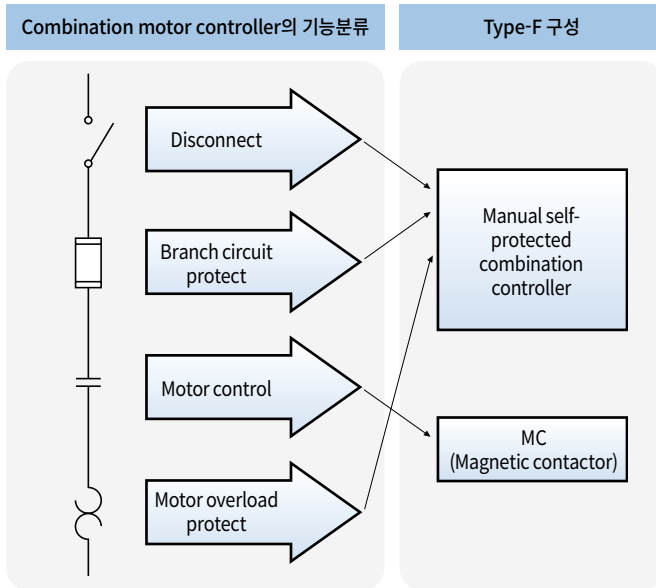 Combination motor controller의 기능분류
Type-F 구성
Disconnect
Branch circuit
protect
Motor control
Motor overload
protect
Manual self-
protected
combination
controller
MC
(Magnetic contactor)